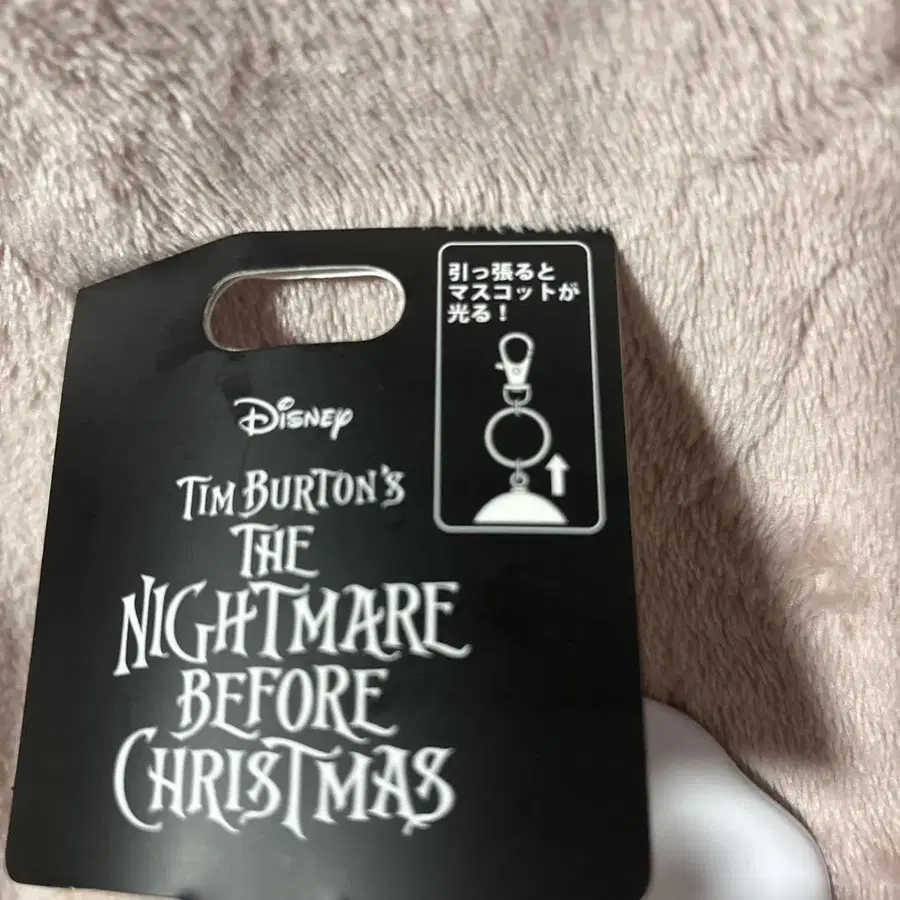 引っ張ると
マスコットが
光る！
Disney
TIM BURTON'S
THE
NIGHTMARE
BEFORE
CHRISTMAS